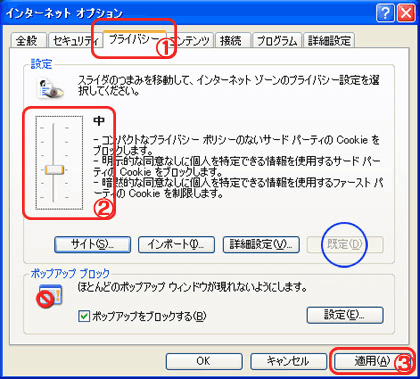 インターネット オプション
全般 セキュリティ プライバシー コンテンツ 接続 プログラム 詳細設定
①
設定
スライダのつまみを移動して、インターネット ゾーンのプライバシー設定を選
択してください。
中
- コンパクトなプライバシー ポリシーのないサード パーティの Cookie を
ブロックします。
- 明示的な同意なしに個人を特定できる情報を使用するサード パー
ティの Cookie をブロックします。
- 暗黙的な同意なしに個人を特定できる情報を使用するファースト パ
ーティの Cookie を制限します。
②
サイト(S)... インポート(I)... 詳細設定(V)... 既定(D)
ポップアップ ブロック
ほとんどのポップアップ ウィンドウが現れないようにします。
ポップアップをブロックする(B) 設定(E)...
OK キャンセル 適用(A) ③